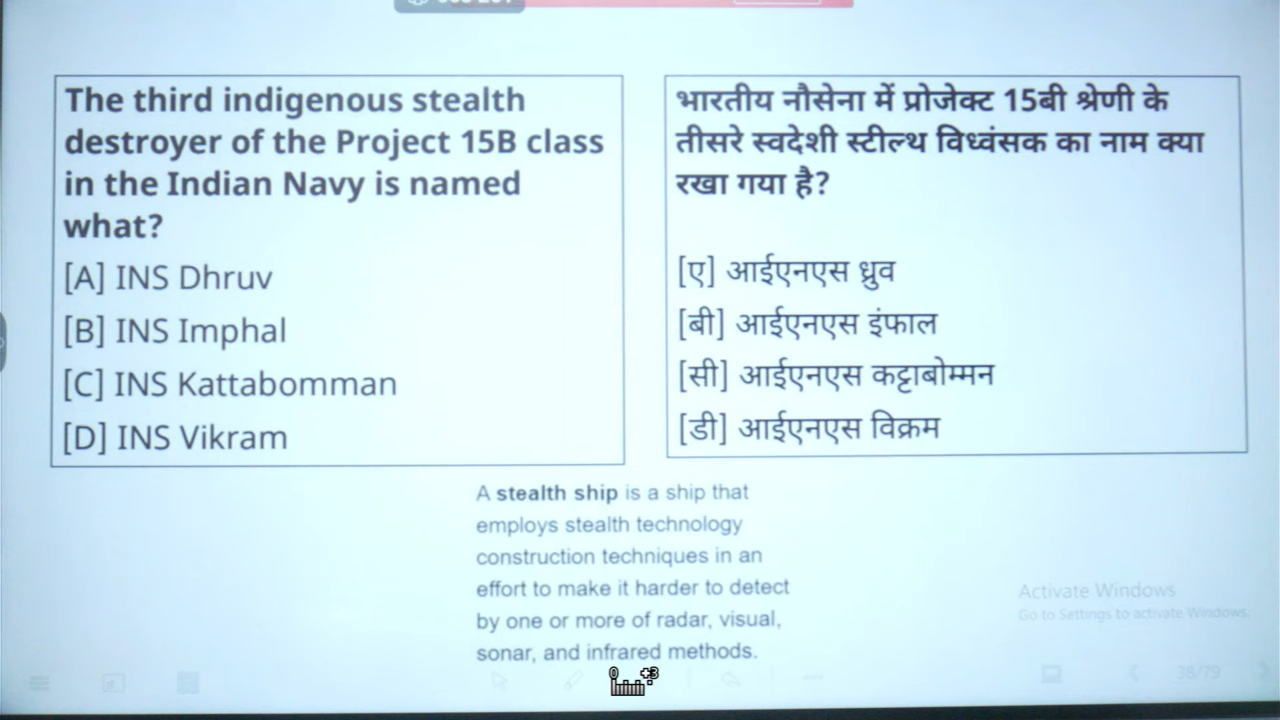 The third indigenous stealth
destroyer of the Project 15B class
in the Indian Navy is named
what?
[A] INS Dhruv
[B] INS Imphal
[C] INS Kattabomman
[D] INS Vikram
भारतीय नौसेना में प्रोजेक्ट 15बी श्रेणी के
तीसरे स्वदेशी स्टील्थ विध्वंसक का नाम क्या
रखा गया है?
[ए] आईएनएस ध्रुव
[बी] आईएनएस इंफाल
[सी] आईएनएस कट्टाबोम्मन
[डी] आईएनएस विक्रम
A stealth ship is a ship that
employs stealth technology
construction techniques in an
effort to make it harder to detect
by one or more of radar, visual,
sonar, and infrared methods.
Activate Windows
Go to Settings to activate Windows.
38/79
0 +3